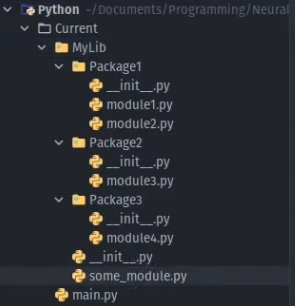 Python ~/Documents/Programming/Neural
Current
MyLib
Package1
__init__.py
module1.py
module2.py
Package2
__init__.py
module3.py
Package3
__init__.py
module4.py
__init__.py
some_module.py
main.py